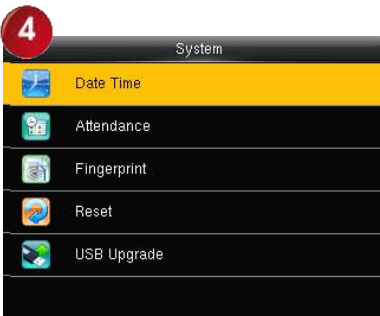 4
System
Date Time
Attendance
Fingerprint
Reset
USB Upgrade